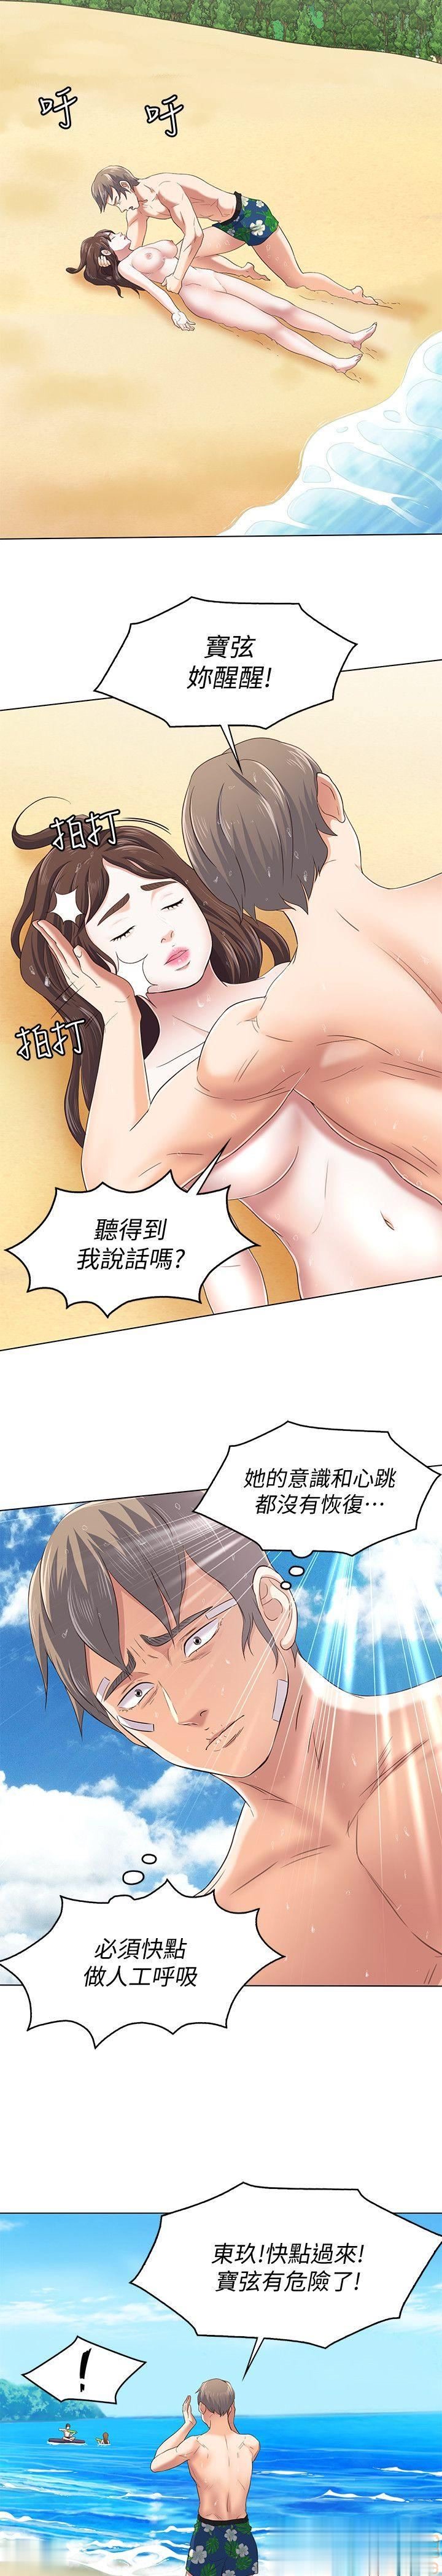 吁
吁
寶弦
妳醒醒!
拍打
拍打
聽得到
我說話嗎?
她的意識和心跳
都沒有恢復…
必須快點
做人工呼吸
東玖!快點過來!
寶弦有危險了!
!